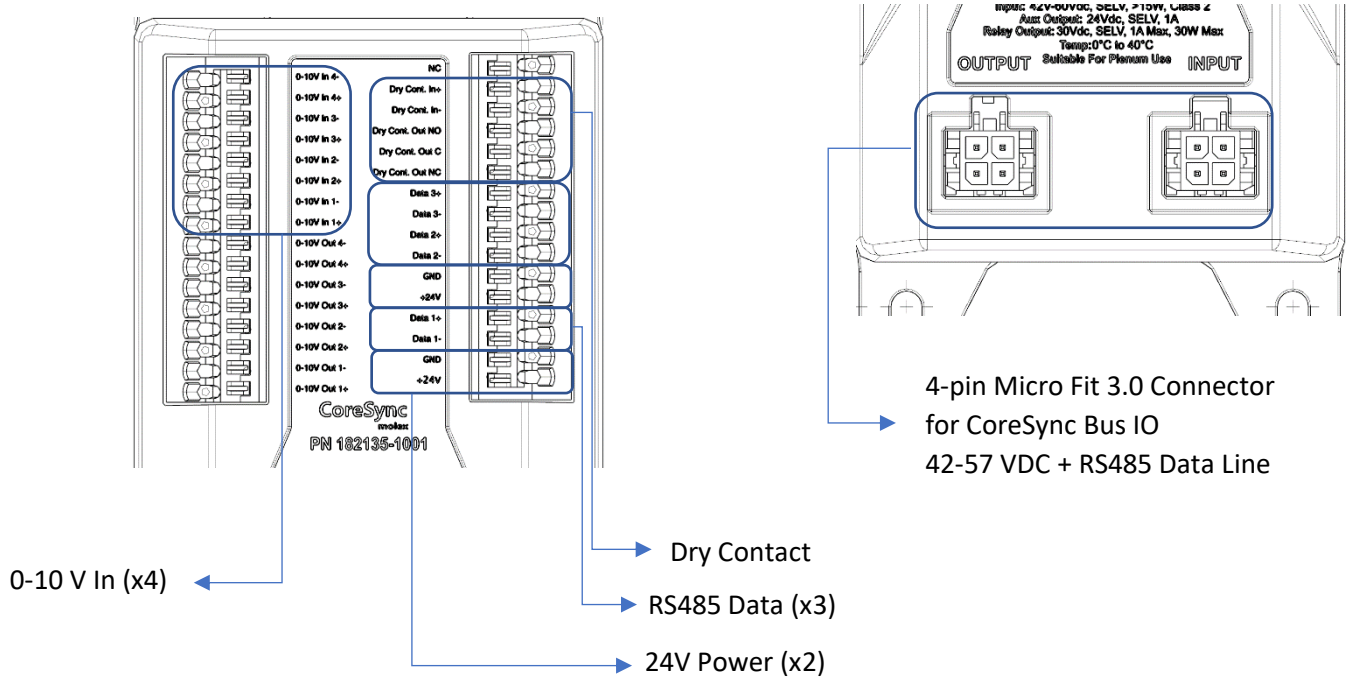 0-10V In 4-
0-10V In 4+
0-10V In 3-
0-10V In 3+
0-10V In 2-
0-10V In 2+
0-10V In 1-
0-10V In 1+
0-10V Out 4-
0-10V Out 4+
0-10V Out 3-
0-10V Out 3+
0-10V Out 2-
0-10V Out 2+
0-10V Out 1-
0-10V Out 1+
NC
Dry Cont. In+
Dry Cont. In-
Dry Cont. Out NO
Dry Cont. Out C
Dry Cont. Out NC
Data 3+
Data 3-
Data 2+
Data 2-
GND
+24V
Data 1+
Data 1-
GND
+24V
CoreSync
molex
PN 182135-1001
Input: 42V-60Vdc, SELV, >15W, Class 2
Aux Output: 24Vdc, SELV, 1A
Relay Output: 30Vdc, SELV, 1A Max, 30W Max
Temp:0°C to 40°C
Suitable For Plenum Use
OUTPUT
INPUT
4-pin Micro Fit 3.0 Connector
for CoreSync Bus IO
42-57 VDC + RS485 Data Line
0-10 V In (x4)
Dry Contact
RS485 Data (x3)
24V Power (x2)